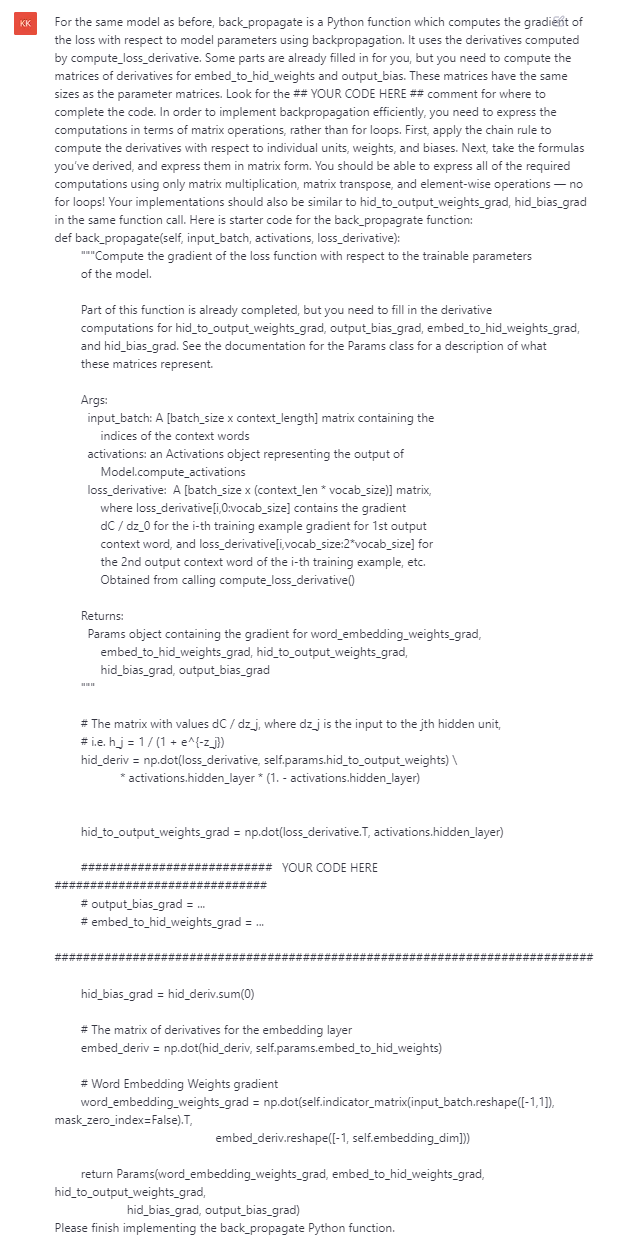 KK
For the same model as before, back_propagate is a Python function which computes the gradient of
the loss with respect to model parameters using backpropagation. It uses the derivatives computed
by compute_loss_derivative. Some parts are already filled in for you, but you need to compute the
matrices of derivatives for embed_to_hid_weights and output_bias. These matrices have the same
sizes as the parameter matrices. Look for the ## YOUR CODE HERE ## comment for where to
complete the code. In order to implement backpropagation efficiently, you need to express the
computations in terms of matrix operations, rather than for loops. First, apply the chain rule to
compute the derivatives with respect to individual units, weights, and biases. Next, take the formulas
you've derived, and express them in matrix form. You should be able to express all of the required
computations using only matrix multiplication, matrix transpose, and element-wise operations — no
for loops! Your implementations should also be similar to hid_to_output_weights_grad, hid_bias_grad
in the same function call. Here is starter code for the back_propagrate function:
def back_propagate(self, input_batch, activations, loss_derivative):
"""Compute the gradient of the loss function with respect to the trainable parameters
of the model.
Part of this function is already completed, but you need to fill in the derivative
computations for hid_to_output_weights_grad, output_bias_grad, embed_to_hid_weights_grad,
and hid_bias_grad. See the documentation for the Params class for a description of what
these matrices represent.
Args:
input_batch: A [batch_size x context_length] matrix containing the
indices of the context words
activations: an Activations object representing the output of
Model.compute_activations
loss_derivative:  A [batch_size x (context_len * vocab_size)] matrix,
where loss_derivative[i,0:vocab_size] contains the gradient
dC / dz_0 for the i-th training example gradient for 1st output
context word, and loss_derivative[i,vocab_size:2*vocab_size] for
the 2nd output context word of the i-th training example, etc.
Obtained from calling compute_loss_derivative()
Returns:
Params object containing the gradient for word_embedding_weights_grad,
embed_to_hid_weights_grad, hid_to_output_weights_grad,
hid_bias_grad, output_bias_grad
"""
# The matrix with values dC / dz_j, where dz_j is the input to the jth hidden unit,
# i.e. h_j = 1 / (1 + e^{-z_j})
hid_deriv = np.dot(loss_derivative, self.params.hid_to_output_weights) \
* activations.hidden_layer * (1. - activations.hidden_layer)
hid_to_output_weights_grad = np.dot(loss_derivative.T, activations.hidden_layer)
###########################   YOUR CODE HERE
##############################
# output_bias_grad = ...
# embed_to_hid_weights_grad = ...
############################################################################
hid_bias_grad = hid_deriv.sum(0)
# The matrix of derivatives for the embedding layer
embed_deriv = np.dot(hid_deriv, self.params.embed_to_hid_weights)
# Word Embedding Weights gradient
word_embedding_weights_grad = np.dot(self.indicator_matrix(input_batch.reshape([-1,1]),
mask_zero_index=False).T,
embed_deriv.reshape([-1, self.embedding_dim]))
return Params(word_embedding_weights_grad, embed_to_hid_weights_grad,
hid_to_output_weights_grad,
hid_bias_grad, output_bias_grad)
Please finish implementing the back_propagate Python function.